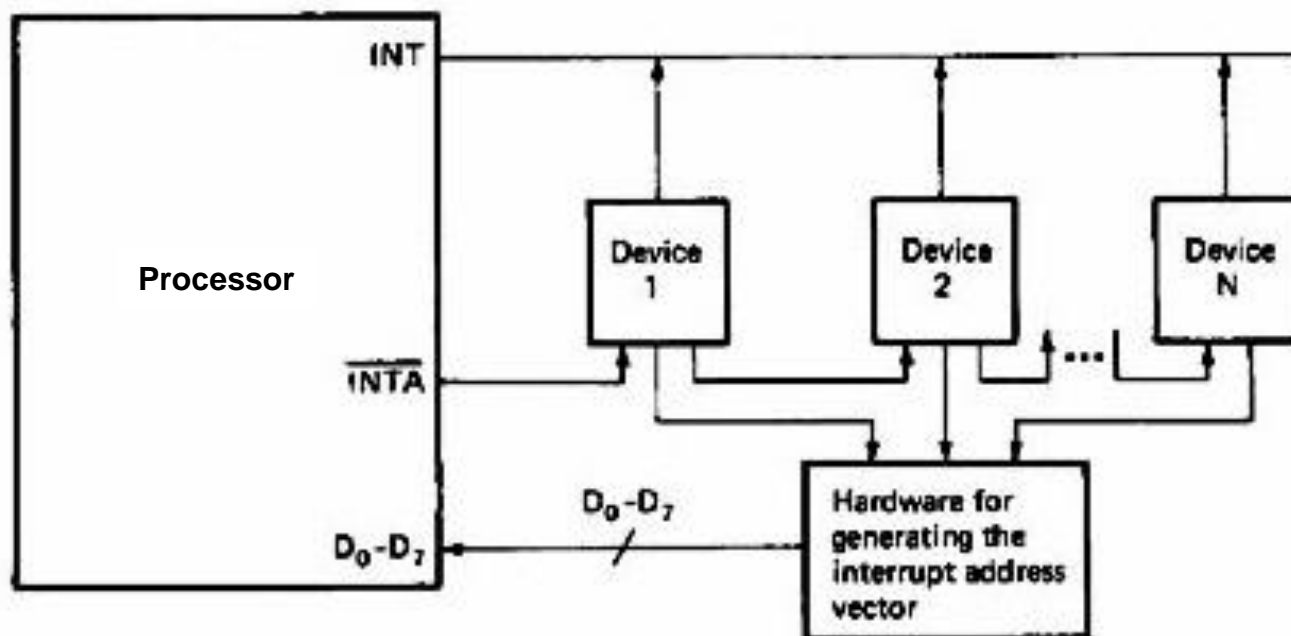 INT
Processor
Device
1
Device
2
Device
N
...
INTA
D₀-D₇
D₀-D₇
Hardware for
generating the
interrupt address
vector